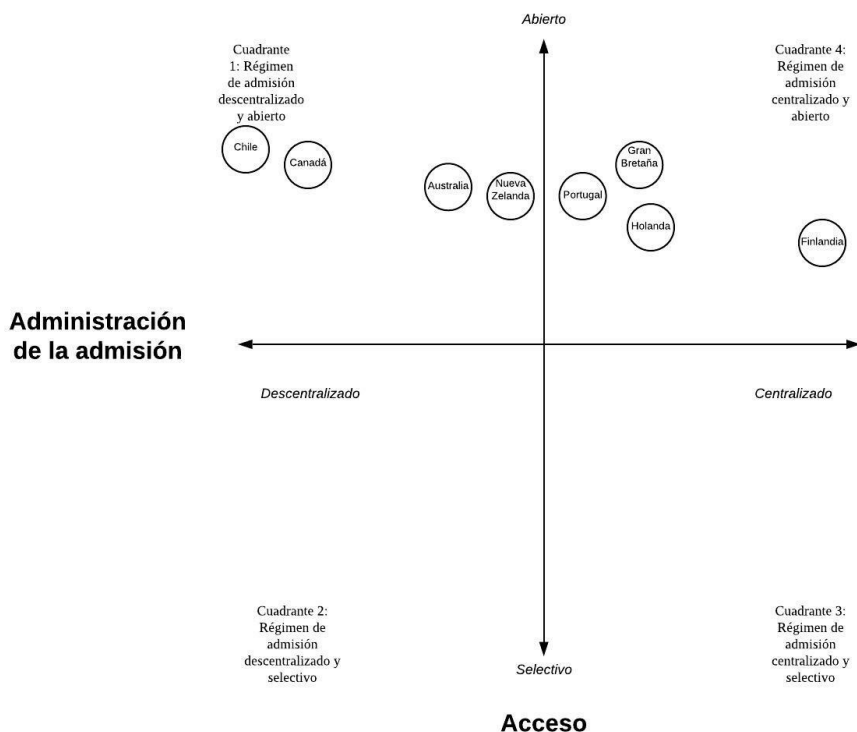 Abierto
Cuadrante
1: Régimen
de admisión
descentralizado
y abierto
Cuadrante 4:
Régimen de
admisión
centralizado y
abierto
Chile
Canadá
Australia
Nueva
Zelanda
Portugal
Gran
Bretaña
Holanda
Finlandia
Administración
de la admisión
Descentralizado
Centralizado
Cuadrante 2:
Régimen de
admisión
descentralizado y
selectivo
Cuadrante 3:
Régimen de
admisión
centralizado y
selectivo
Selectivo
Acceso